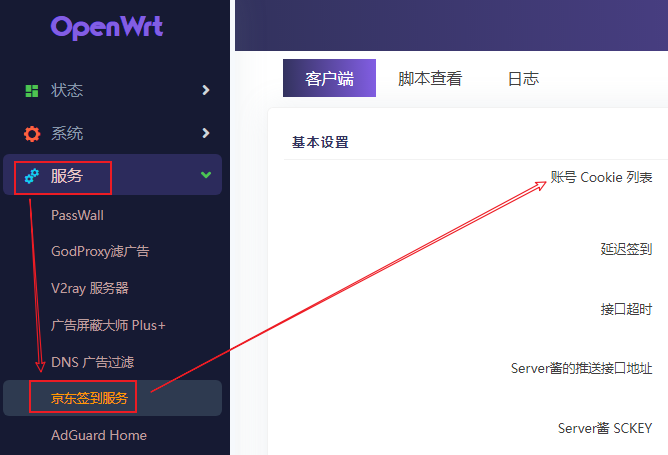 OpenWrt
状态
系统
服务
PassWall
GodProxy滤广告
V2ray 服务器
广告屏蔽大师 Plus+
DNS 广告过滤
京东签到服务
AdGuard Home
客户端 脚本查看 日志
基本设置
账号 Cookie 列表
延迟签到
接口超时
Server酱的推送接口地址
Server酱 SCKEY